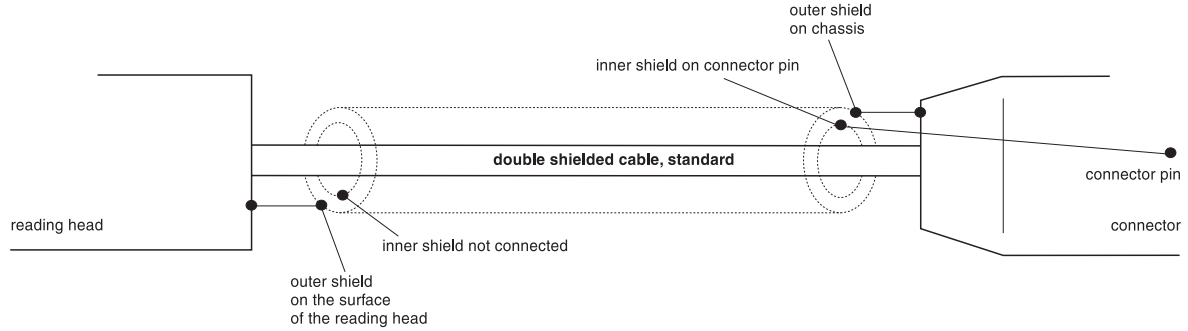 outer shield
on chassis
inner shield on connector pin
double shielded cable, standard
connector pin
reading head
connector
inner shield not connected
outer shield
on the surface
of the reading head